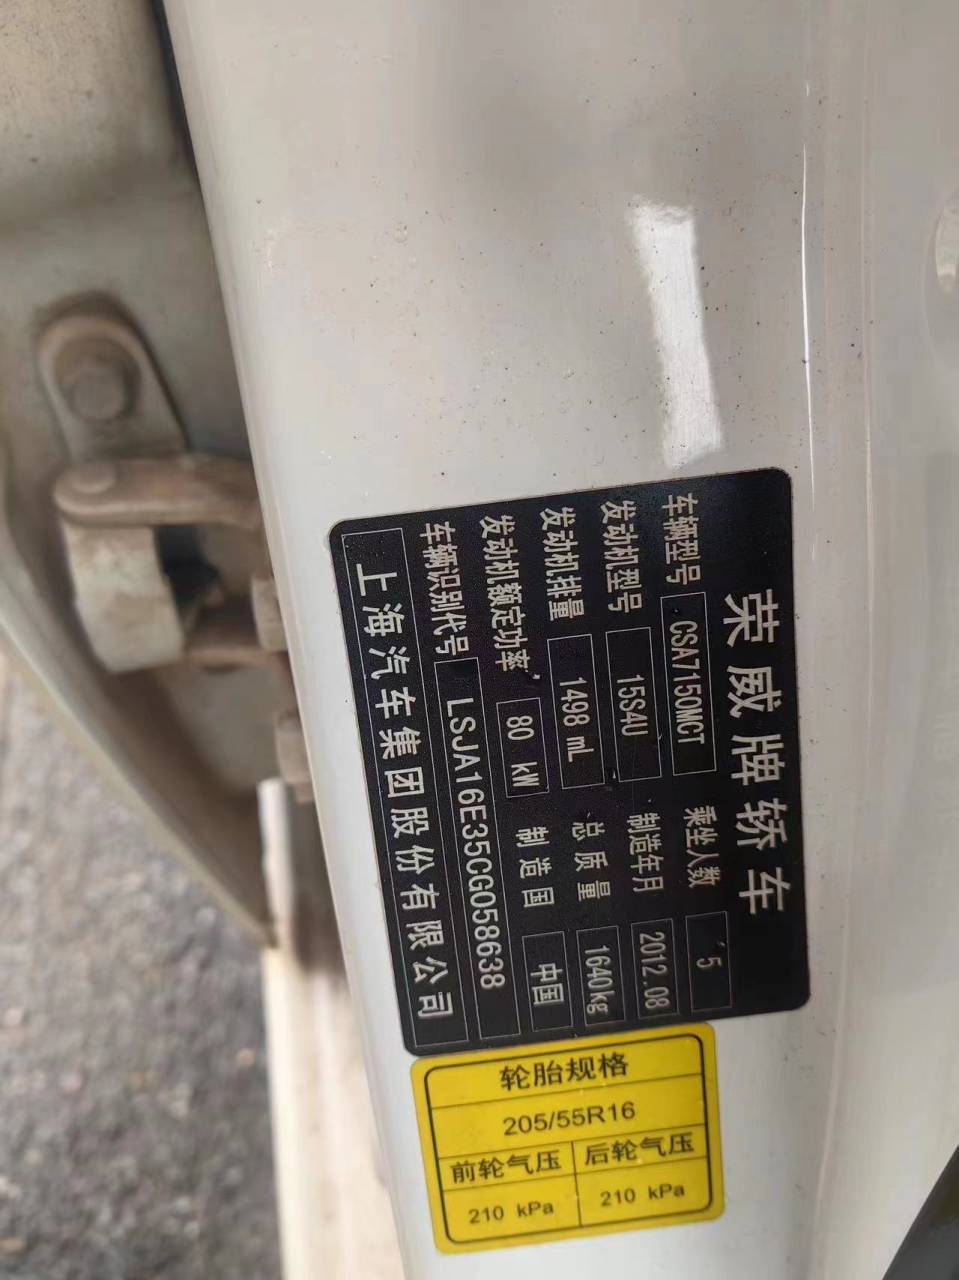 荣威牌轿车
车辆型号 CSA7150MCT 乘坐人数 5
发动机型号 15S4U 制造年月 2012.08
发动机排量 1498 mL 总质量 1640kg
发动机额定功率 80 kW 制造国 中国
车辆识别代号 LSJA16E35CG058638
上海汽车集团股份有限公司
轮胎规格
205/55R16
前轮气压 后轮气压
210 kPa 210 kPa